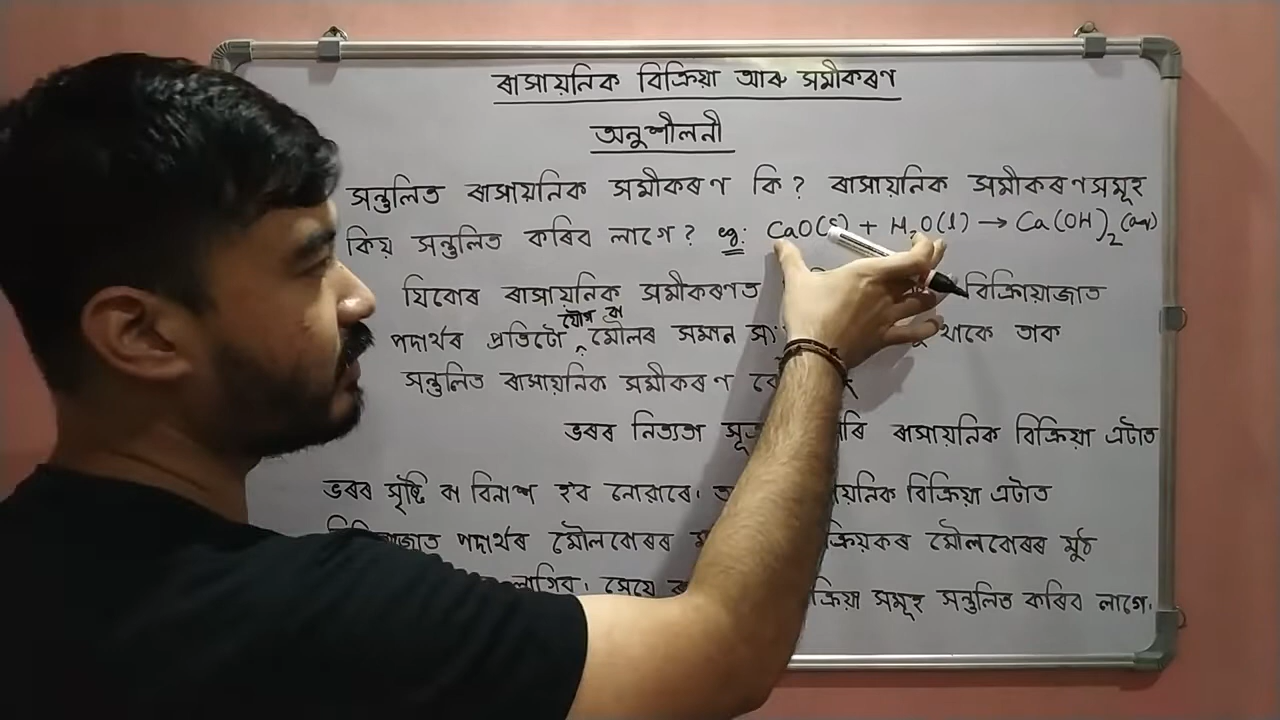 ৰাসায়নিক বিক্ৰিয়া আৰু সমীকৰণ
অনুশীলনী
সন্তুলিত ৰাসায়নিক সমীকৰণ কি? ৰাসায়নিক সমীকৰণসমূহ
কিয় সন্তুলিত কৰিব লাগে? eg: CaO(s) + H₂O(l) → Ca(OH)₂(aq)
যিবোৰ ৰাসায়নিক সমীকৰণত বিক্ৰিয়াজাত
যৌগ বা
পদাৰ্থৰ প্ৰতিটো মৌলৰ সমান থাকে তাক
সন্তুলিত ৰাসায়নিক সমীকৰণ
ভৰৰ নিত্যতা ৰাসায়নিক বিক্ৰিয়া এটাত
ভৰৰ সৃষ্টি বা বিনাশ হ'ব নোৱাৰে। বিক্ৰিয়া এটাত
পদাৰ্থৰ মৌলবোৰৰ মৌলবোৰৰ মুঠ
লাগিব। সেয়ে সমূহ সন্তুলিত কৰিব লাগে।